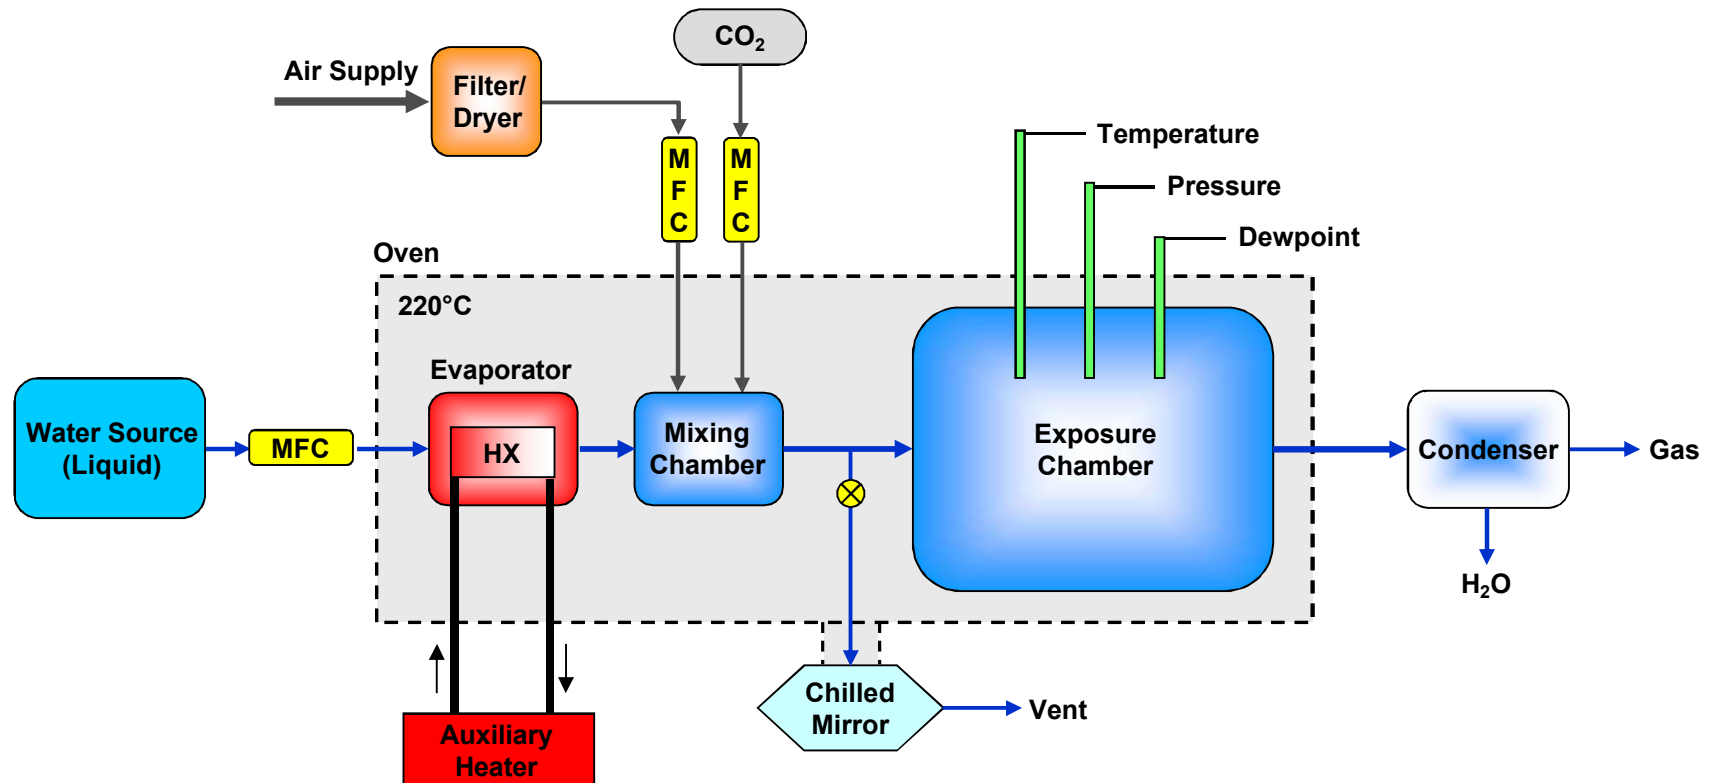 CO₂
Air Supply
Filter/
Dryer
M
F
C
M
F
C
Temperature
Pressure
Dewpoint
Oven
220°C
Evaporator
HX
Water Source
(Liquid)
MFC
Mixing
Chamber
Exposure
Chamber
Condenser
Gas
H₂O
Chilled
Mirror
Vent
Auxiliary
Heater